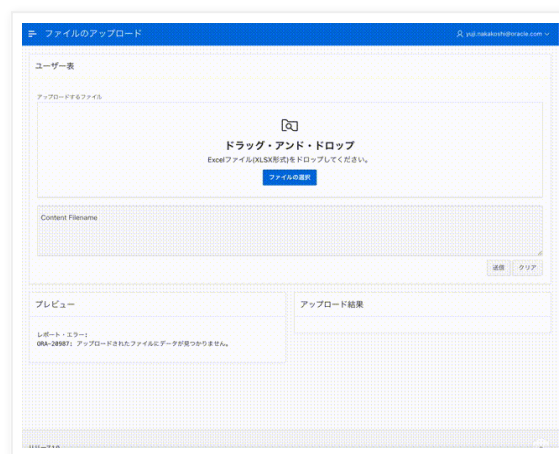 ファイルのアップロード
yuji.nakakoshi@oracle.com
ユーザー表
アップロードするファイル
ドラッグ・アンド・ドロップ
Excelファイル(XLSX形式)をドロップしてください。
ファイルの選択
Content Filename
送信
クリア
プレビュー
アップロード結果
レポート・エラー:
ORA-20987: アップロードされたファイルにデータが見つかりません。
リリース1.0